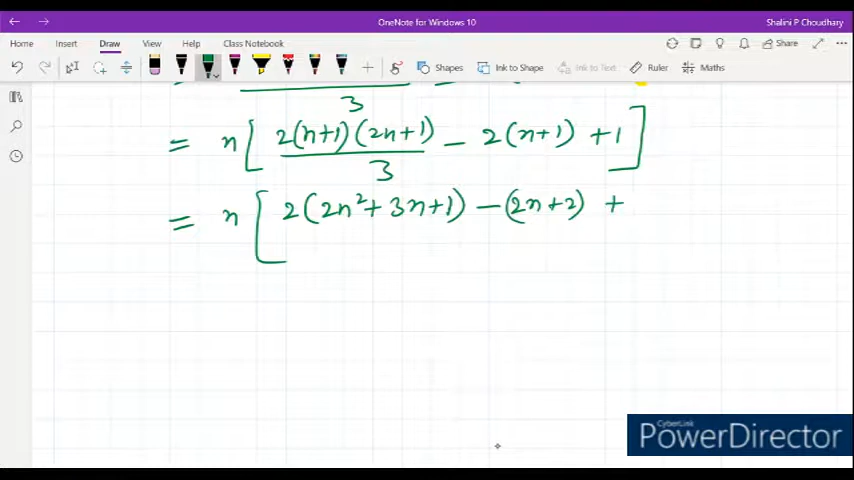 OneNote for Windows 10
Shalini P Choudhary
Home Insert Draw View Help Class Notebook Share
Shapes Ink to Shape Ink to Text Ruler Maths
3
= n[ 2(n+1)(2n+1) / 3 - 2(n+1) + 1 ]
= n[ 2(2n²+3n+1) - (2n+2) +
CyberLink
PowerDirector